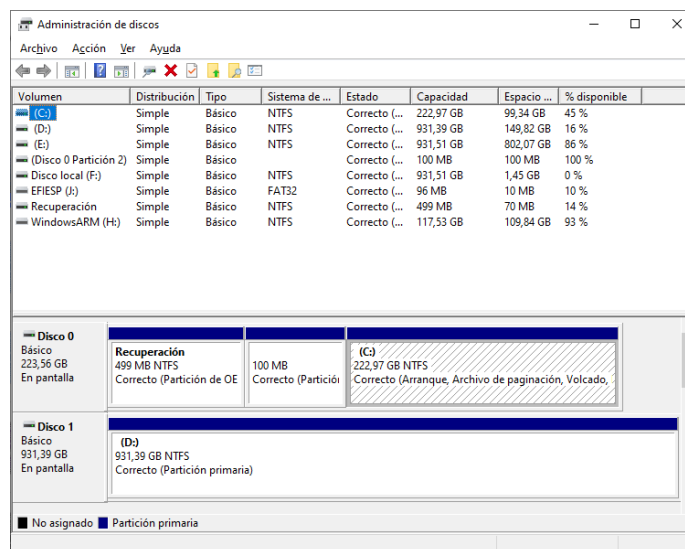 Administración de discos
Archivo Acción Ver Ayuda
Volumen Distribución Tipo Sistema de ... Estado Capacidad Espacio ... % disponible
(C:) Simple Básico NTFS Correcto (... 222,97 GB 99,34 GB 45 %
(D:) Simple Básico NTFS Correcto (... 931,39 GB 149,82 GB 16 %
(E:) Simple Básico NTFS Correcto (... 931,51 GB 802,07 GB 86 %
(Disco 0 Partición 2) Simple Básico Correcto (... 100 MB 100 MB 100 %
Disco local (F:) Simple Básico NTFS Correcto (... 931,51 GB 1,45 GB 0 %
EFIESP (J:) Simple Básico FAT32 Correcto (... 96 MB 10 MB 10 %
Recuperación Simple Básico NTFS Correcto (... 499 MB 70 MB 14 %
WindowsARM (H:) Simple Básico NTFS Correcto (... 117,53 GB 109,84 GB 93 %
Disco 0
Básico
223,56 GB
En pantalla
Recuperación
499 MB NTFS
Correcto (Partición de OE
100 MB
Correcto (Partició
(C:)
222,97 GB NTFS
Correcto (Arranque, Archivo de paginación, Volcado,
Disco 1
Básico
931,39 GB
En pantalla
(D:)
931,39 GB NTFS
Correcto (Partición primaria)
No asignado Partición primaria